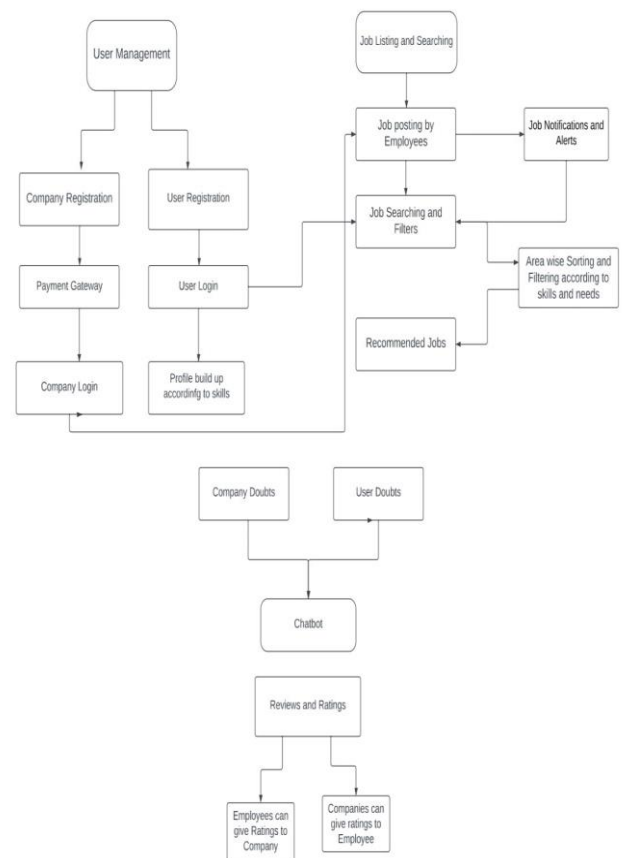 User Management
Job Listing and Searching
Job posting by
Employees
Job Notifications and
Alerts
Company Registration
User Registration
Job Searching and
Filters
Payment Gateway
User Login
Area wise Sorting and
Filtering according to
skills and needs
Recommended Jobs
Company Login
Profile build up
accordinfg to skills
Company Doubts
User Doubts
Chatbot
Reviews and Ratings
Employees can
give Ratings to
Company
Companies can
give ratings to
Employee